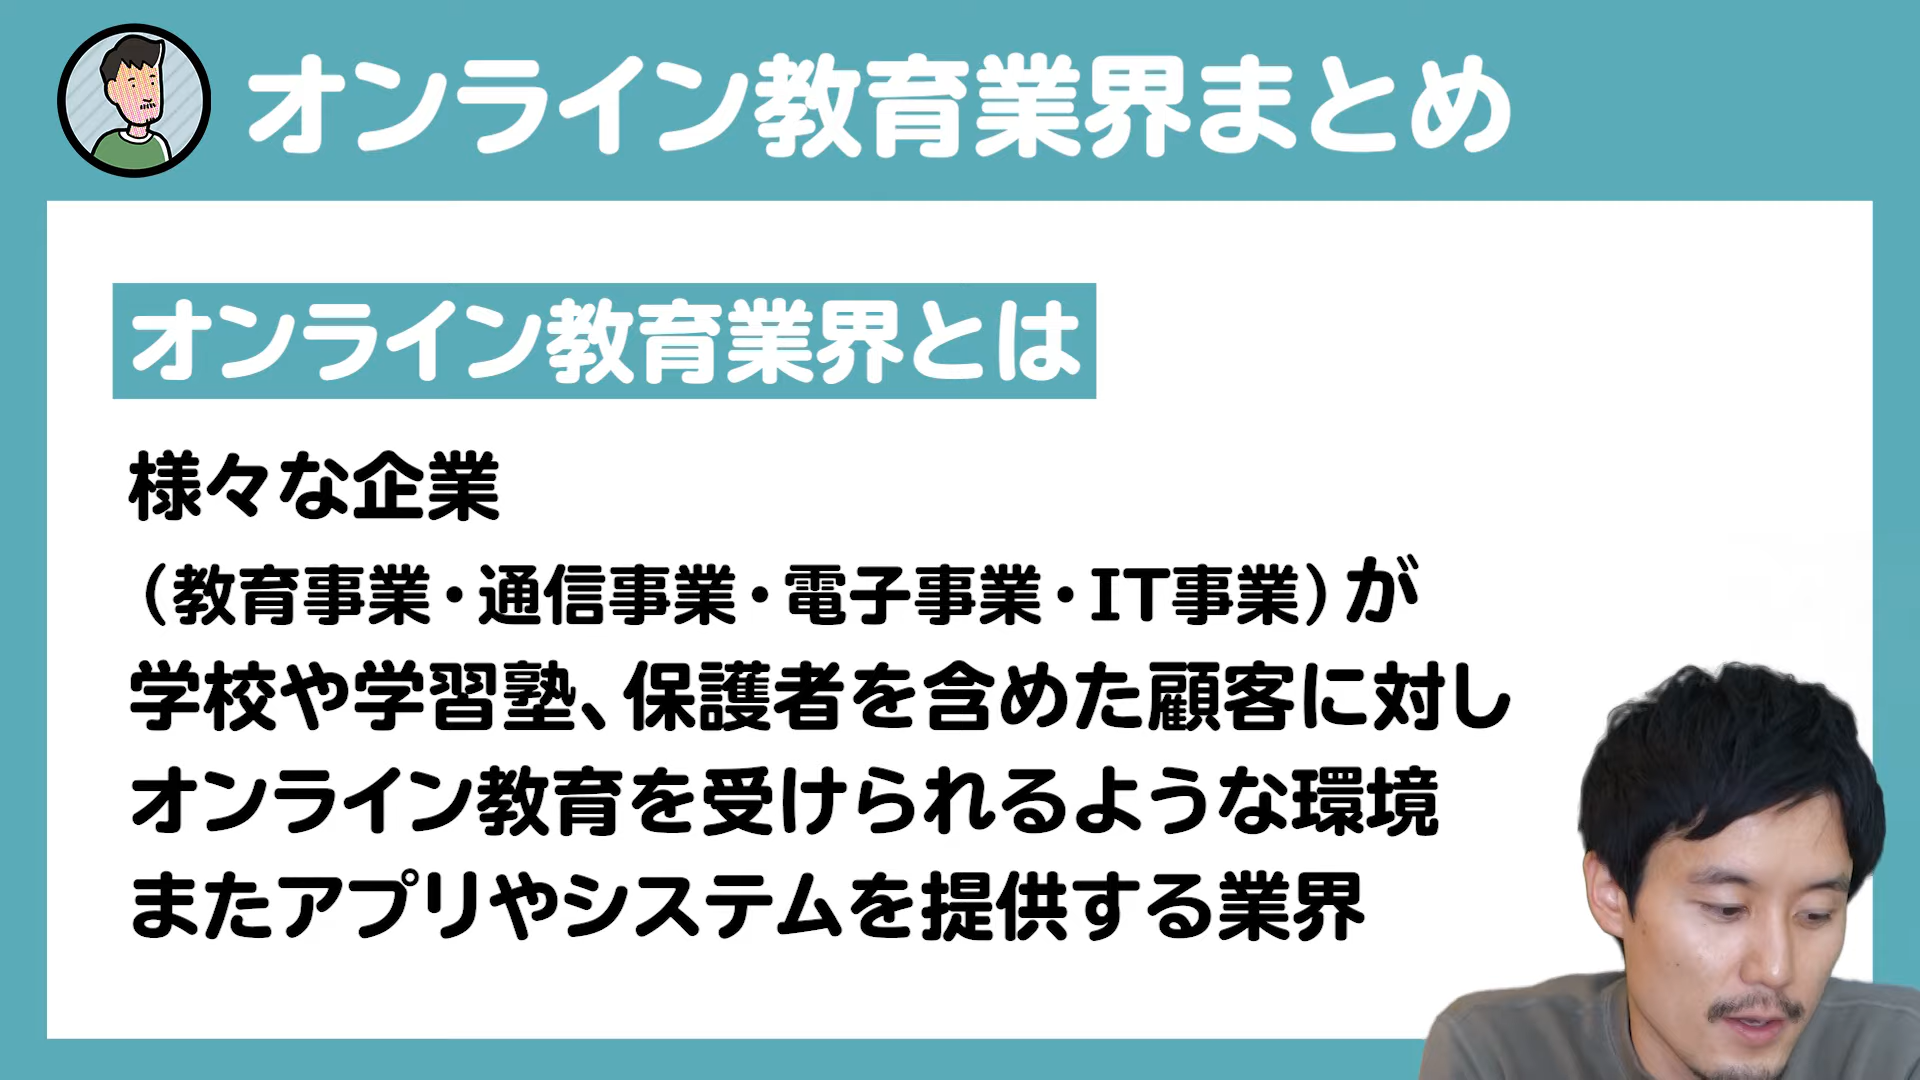 オンライン教育業界まとめ
オンライン教育業界とは
様々な企業
（教育事業・通信事業・電子事業・IT事業）が
学校や学習塾、保護者を含めた顧客に対し
オンライン教育を受けられるような環境
またアプリやシステムを提供する業界